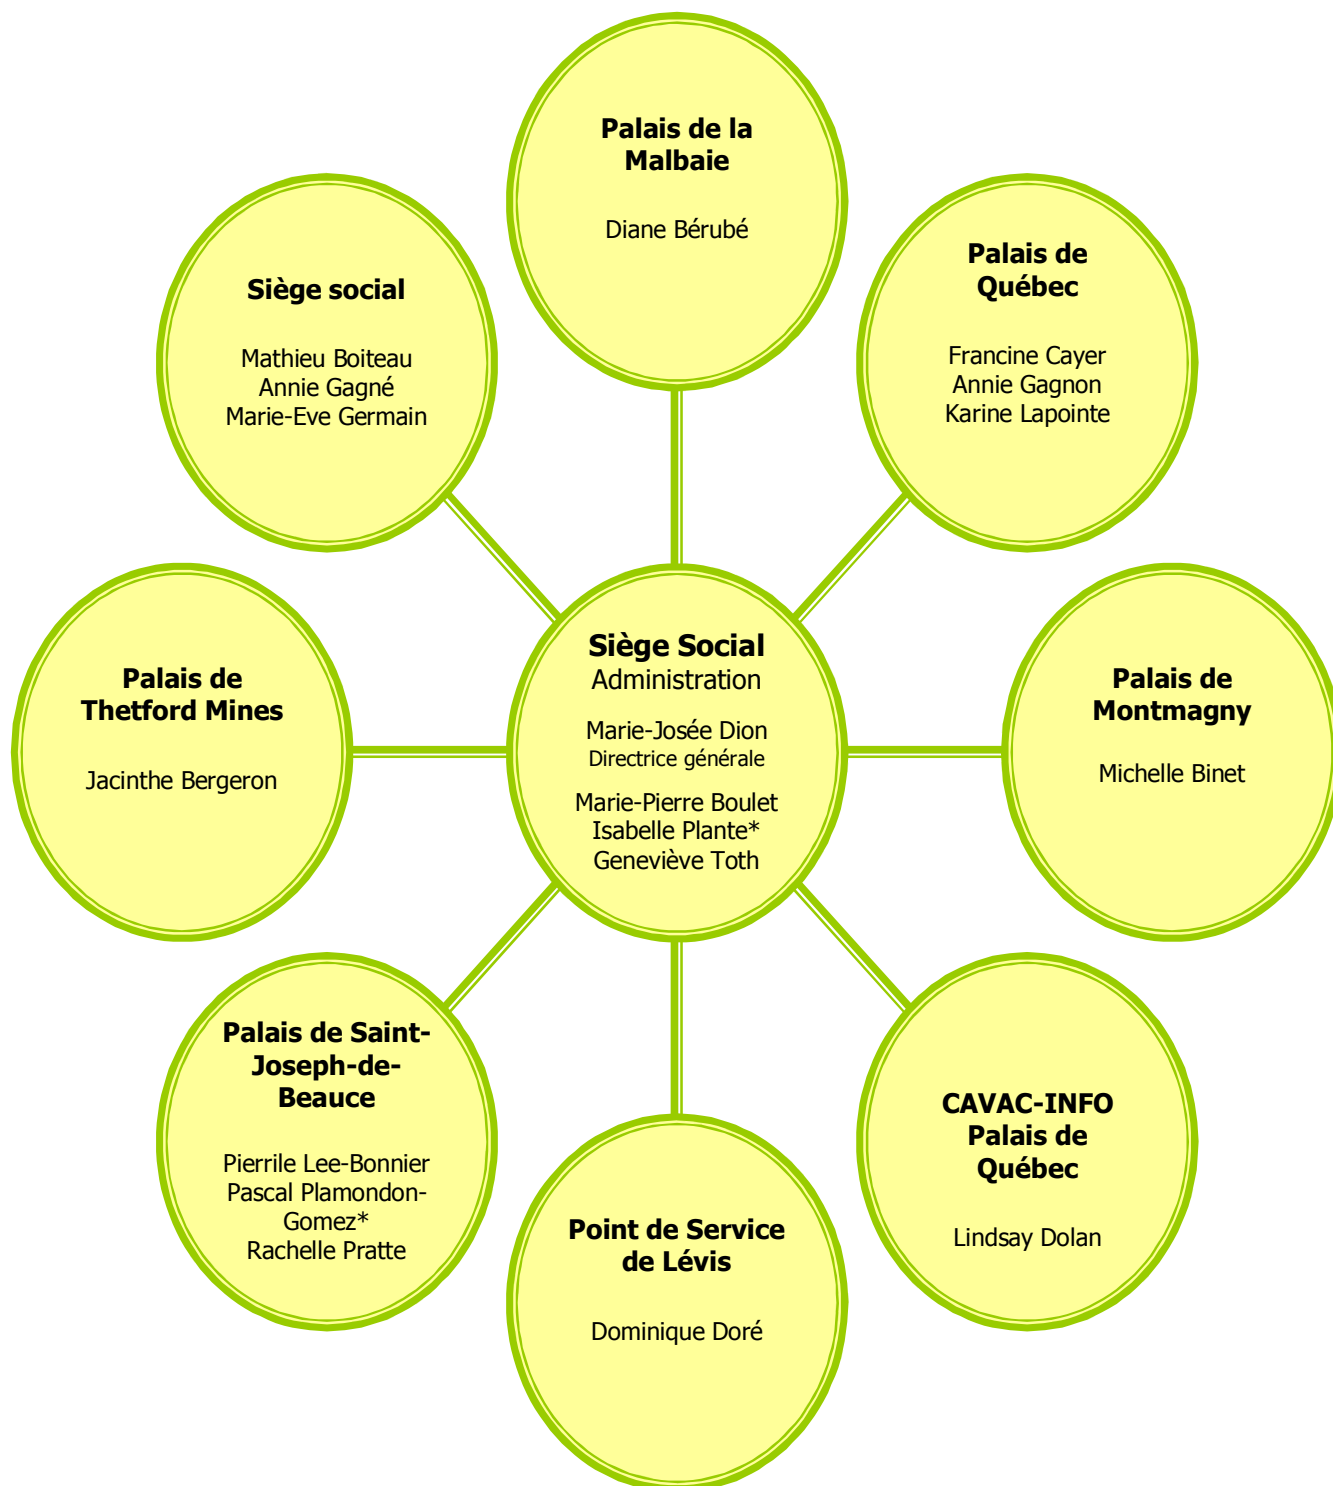 Palais de la
Malbaie
Diane Bérubé
Siège social
Mathieu Boiteau
Annie Gagné
Marie-Eve Germain
Palais de
Québec
Francine Cayer
Annie Gagnon
Karine Lapointe
Palais de
Thetford Mines
Jacinthe Bergeron
Siège Social
Administration
Marie-Josée Dion
Directrice générale
Marie-Pierre Boulet
Isabelle Plante*
Geneviève Toth
Palais de
Montmagny
Michelle Binet
Palais de Saint-
Joseph-de-
Beauce
Pierrile Lee-Bonnier
Pascal Plamondon-
Gomez*
Rachelle Pratte
Point de Service
de Lévis
Dominique Doré
CAVAC-INFO
Palais de
Québec
Lindsay Dolan